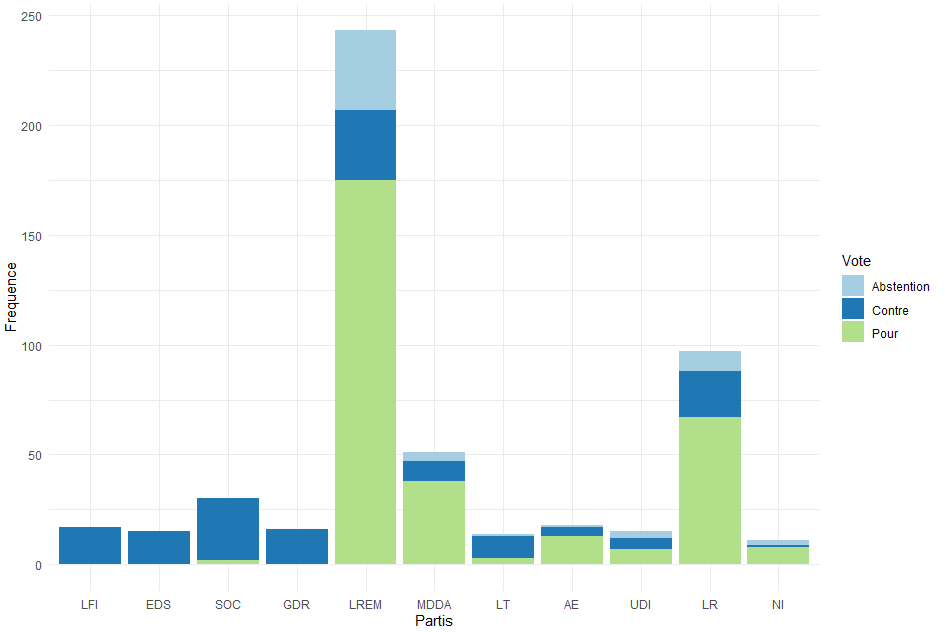 250
200
150
100
50
0
Frequence
LFI EDS SOC GDR LREM MDDA LT AE UDI LR NI
Partis
Vote
Abstention
Contre
Pour